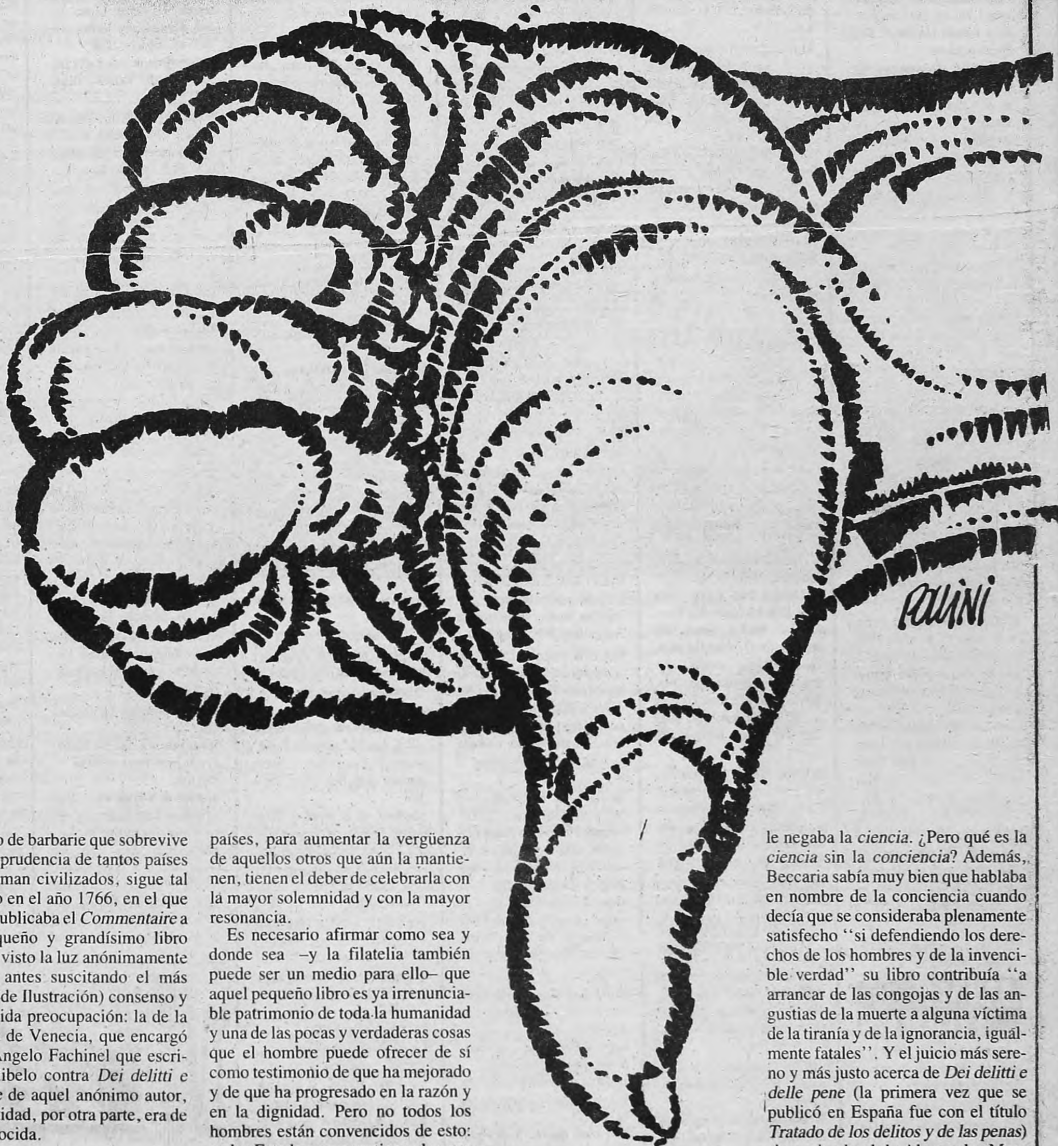 POLLINI
o de barbarie que sobrevive
prudencia de tantos países
man civilizados, sigue tal
o en el año 1766, en el que
ublicaba el Commentaire a
queño y grandísimo libro
visto la luz anónimamente
antes suscitando el más
de Ilustración) consenso y
ida preocupación: la de la
de Venecia, que encargó
Angelo Fachinel que escri-
ibelo contra Dei delitti e
e de aquel anónimo autor,
idad, por otra parte, era de
ocida.
países, para aumentar la vergüenza
de aquellos otros que aún la mantie-
nen, tienen el deber de celebrarla con
la mayor solemnidad y con la mayor
resonancia.
Es necesario afirmar como sea y
donde sea –y la filatelia también
puede ser un medio para ello– que
aquel pequeño libro es ya irrenuncia-
ble patrimonio de toda la humanidad
y una de las pocas y verdaderas cosas
que el hombre puede ofrecer de sí
como testimonio de que ha mejorado
y de que ha progresado en la razón y
en la dignidad. Pero no todos los
hombres están convencidos de esto:
le negaba la ciencia. ¿Pero qué es la
ciencia sin la conciencia? Además,
Beccaria sabía muy bien que hablaba
en nombre de la conciencia cuando
decía que se consideraba plenamente
satisfecho "si defendiendo los dere-
chos de los hombres y de la invenci-
ble verdad" su libro contribuía "a
arrancar de las congojas y de las an-
gustias de la muerte a alguna víctima
de la tiranía y de la ignorancia, igual-
mente fatales". Y el juicio más sere-
no y más justo acerca de Dei delitti e
delle pene (la primera vez que se
publicó en España fue con el título
Tratado de los delitos y de las penas)